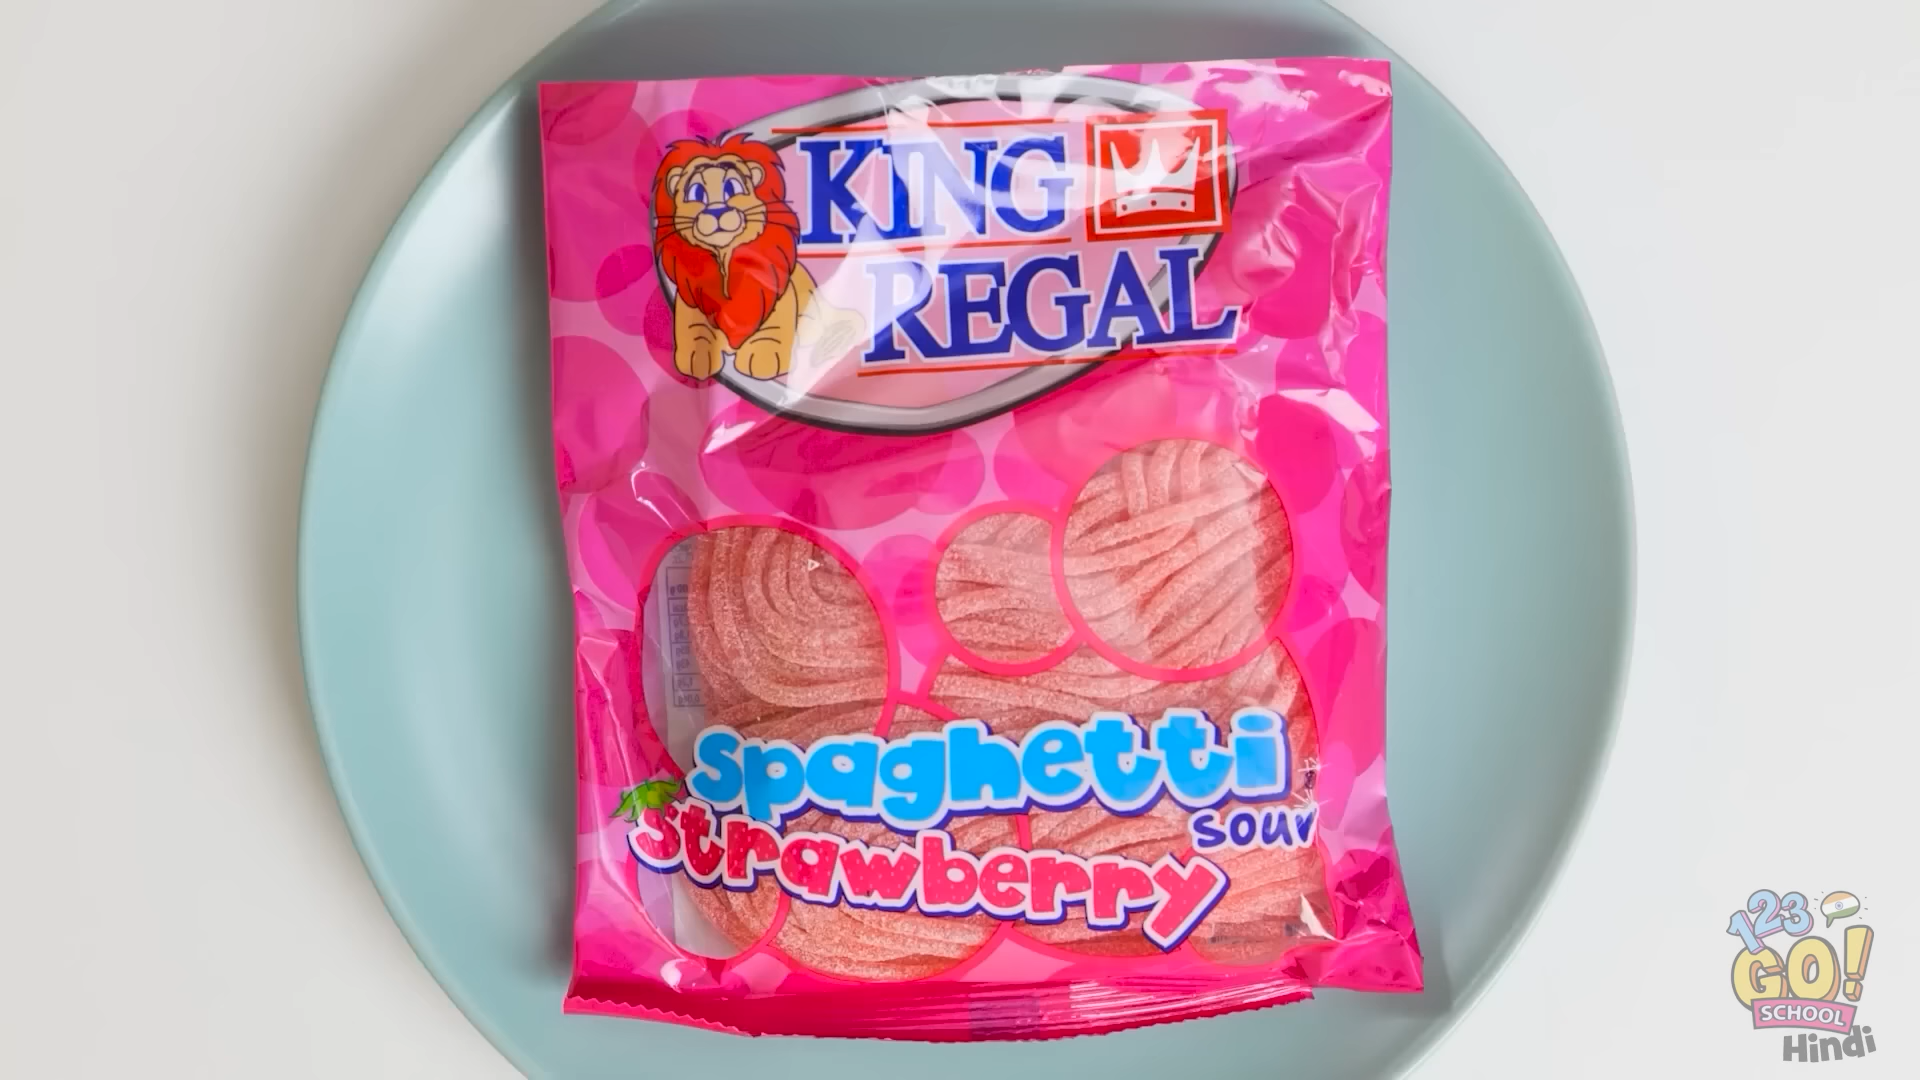 KING
REGAL
spaghetti
sour
strawberry
123
GO!
SCHOOL
Hindi